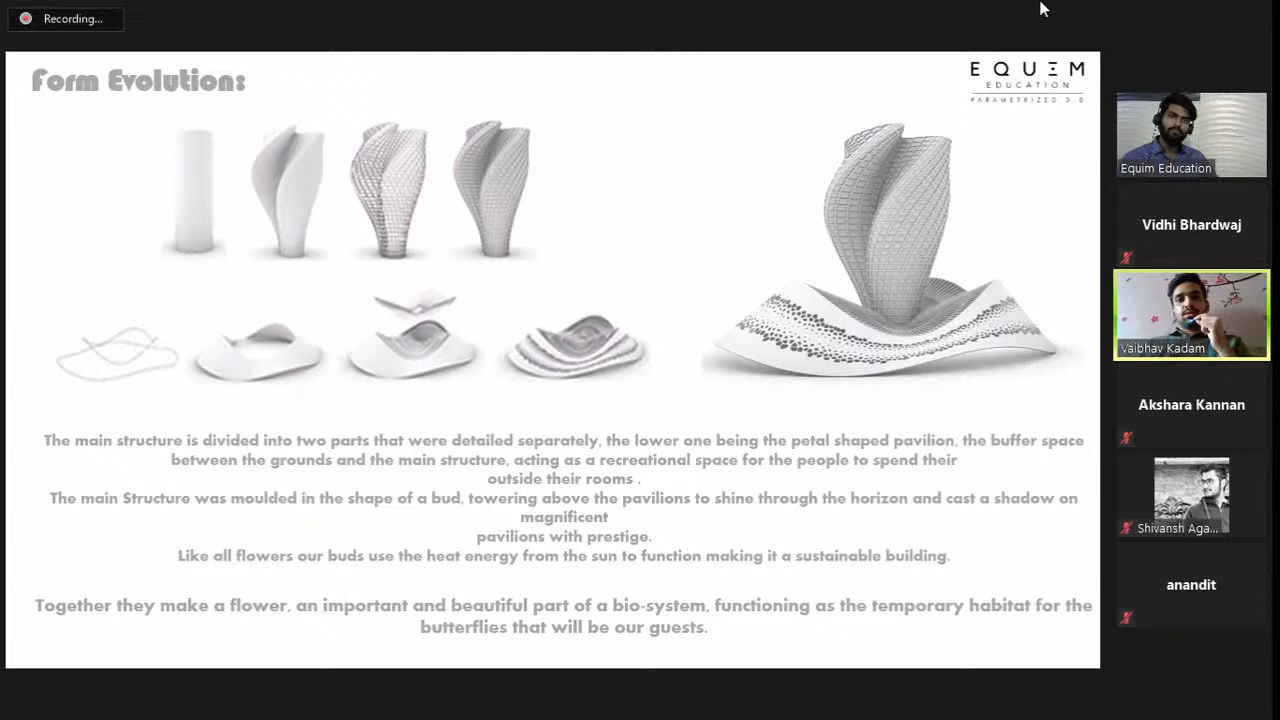 Recording...
Form Evolution:
EQUIM
EDUCATION
PARAMETRIZED 3.0
The main structure is divided into two parts that were detailed separately, the lower one being the petal shaped pavilion, the buffer space
between the grounds and the main structure, acting as a recreational space for the people to spend their
outside their rooms .
The main Structure was moulded in the shape of a bud, towering above the pavilions to shine through the horizon and cast a shadow on
magnificent
pavilions with prestige.
Like all flowers our buds use the heat energy from the sun to function making it a sustainable building.
Together they make a flower, an important and beautiful part of a bio-system, functioning as the temporary habitat for the
butterflies that will be our guests.
Equim Education
Vidhi Bhardwaj
Vaibhav Kadam
Akshara Kannan
Shivansh Aga...
anandit